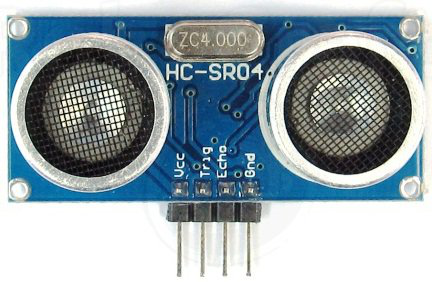 ZC4.000
HC-SR04
Vcc
Trig
Echo
Gnd